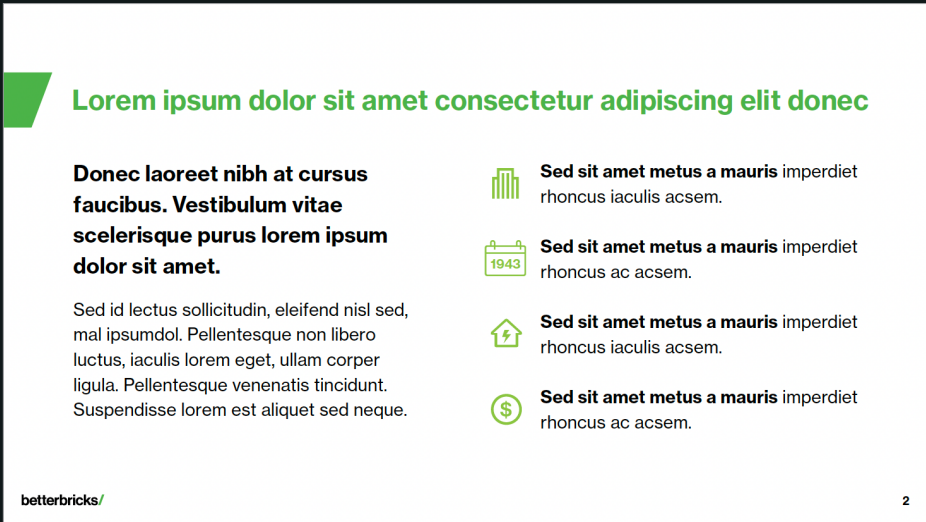 Lorem ipsum dolor sit amet consectetur adipiscing elit donec
Donec laoreet nibh at cursus
faucibus. Vestibulum vitae
scelerisque purus lorem ipsum
dolor sit amet.
Sed id lectus sollicitudin, eleifend nisl sed,
mal ipsumdol. Pellentesque non libero
luctus, iaculis lorem eget, ullam corper
ligula. Pellentesque venenatis tincidunt.
Suspendisse lorem est aliquet sed neque.
Sed sit amet metus a mauris imperdiet
rhoncus iaculis acsem.
1943
Sed sit amet metus a mauris imperdiet
rhoncus ac acsem.
Sed sit amet metus a mauris imperdiet
rhoncus iaculis acsem.
$
Sed sit amet metus a mauris imperdiet
rhoncus ac acsem.
betterbricks/
2